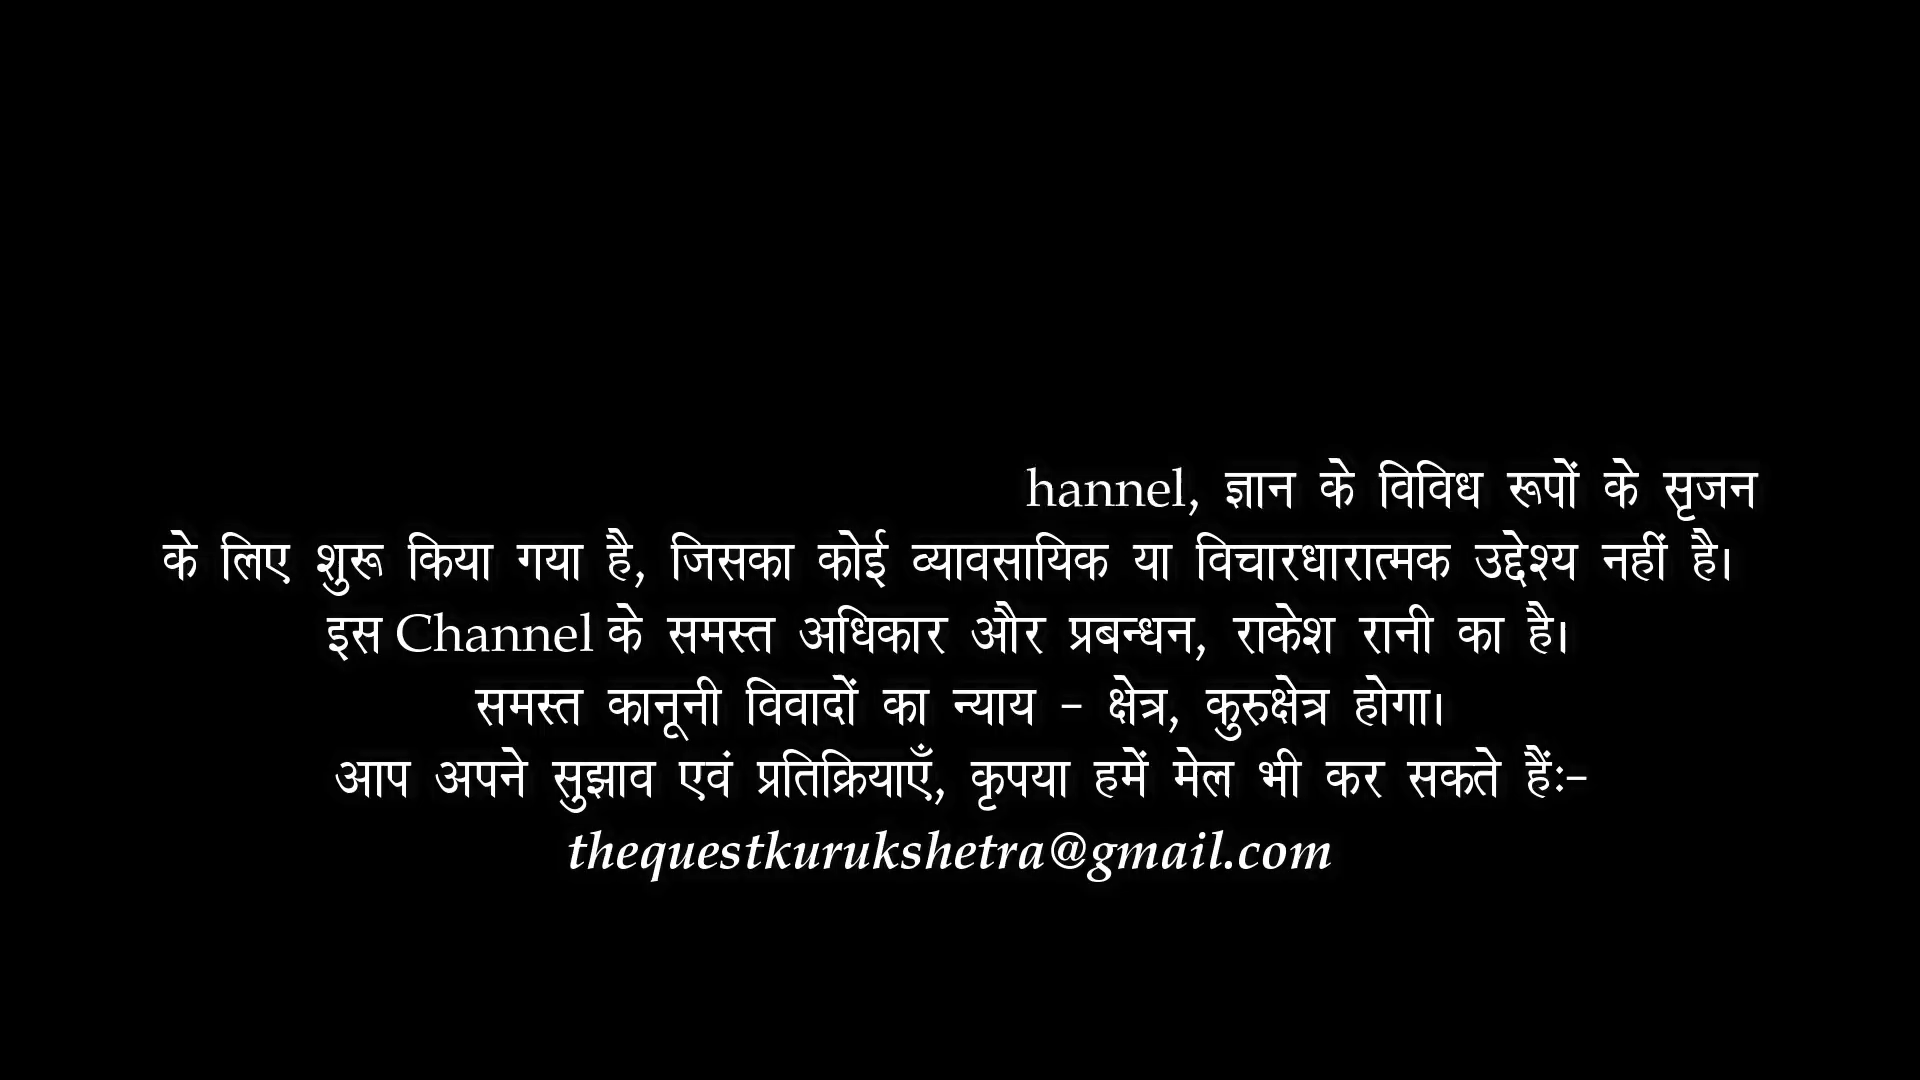 hannel, ज्ञान के विविध रूपों के सृजन
के लिए शुरू किया गया है, जिसका कोई व्यावसायिक या विचारधारात्मक उद्देश्य नहीं है।
इस Channel के समस्त अधिकार और प्रबन्धन, राकेश रानी का है।
समस्त कानूनी विवादों का न्याय - क्षेत्र, कुरुक्षेत्र होगा।
आप अपने सुझाव एवं प्रतिक्रियाएँ, कृपया हमें मेल भी कर सकते हैंः-
thequestkurukshetra@gmail.com